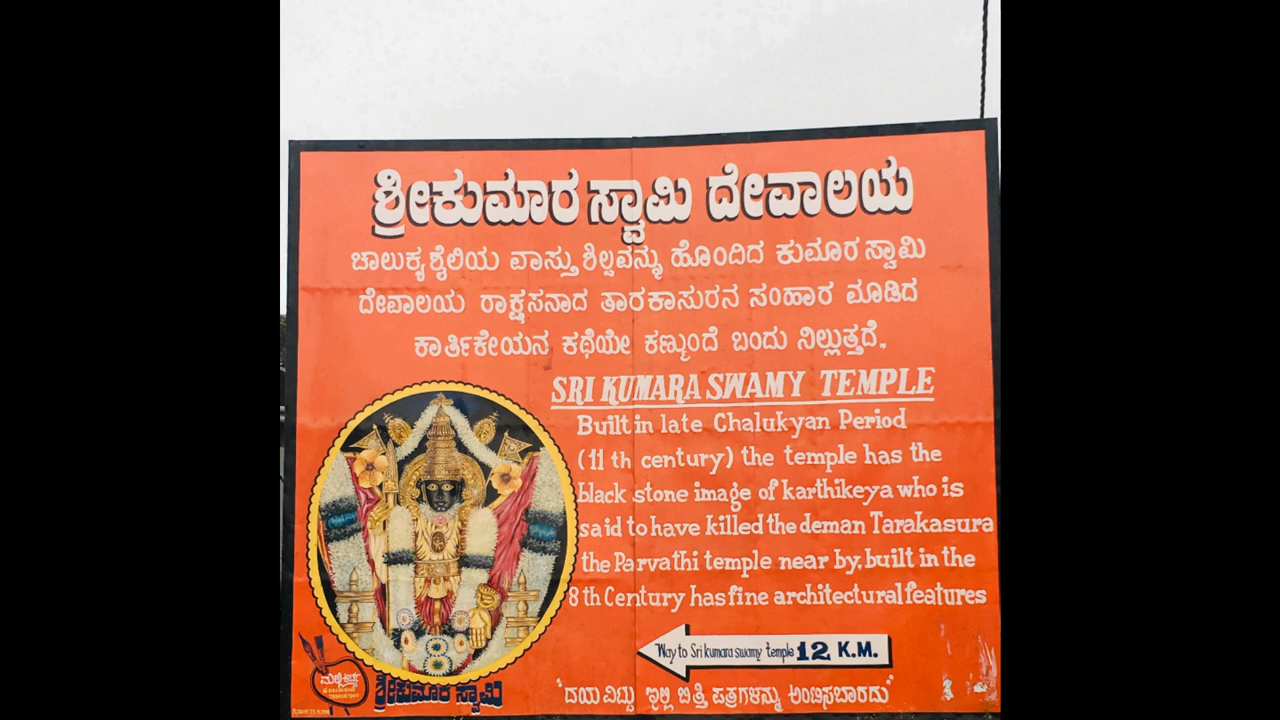 ಶ್ರೀಕುಮಾರ ಸ್ವಾಮಿ ದೇವಾಲಯ
ಚಾಲುಕ್ಯ ಶೈಲಿಯ ವಾಸ್ತು ಶಿಲ್ಪವನ್ನು ಹೊಂದಿದ ಕುಮಾರ ಸ್ವಾಮಿ
ದೇವಾಲಯ ರಾಕ್ಷಸನಾದ ತಾರಕಾಸುರನ ಸಂಹಾರ ಮಾಡಿದ
ಕಾರ್ತಿಕೇಯನ ಕಥೆಯೇ ಕಣ್ಮುಂದೆ ಬಂದು ನಿಲ್ಲುತ್ತದೆ.
SRI KUMARA SWAMY TEMPLE
Built in late Chalukyan Period
(11 th century) the temple has the
black stone image of karthikeya who is
said to have killed the deman Tarakasura
the Parvathi temple near by, built in the
8 th Century has fine architectural features
Way to Sri kumara swamy temple 12 K.M.
ಶ್ರೀಕುಮಾರ ಸ್ವಾಮಿ
"ದಯವಿಟ್ಟು ಇಲ್ಲಿ ಬಿತ್ತಿ ಪತ್ರಗಳನ್ನು ಅಂಟಿಸಬಾರದು"